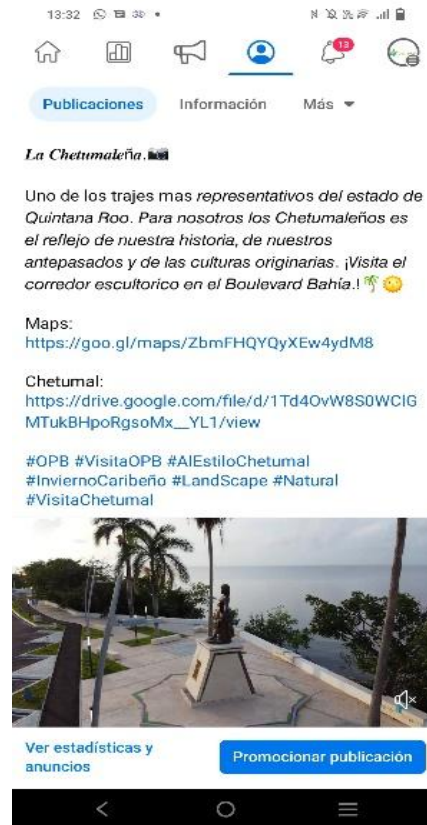 13:32
13
Publicaciones Información Más
La Chetumaleña.📷📸
Uno de los trajes mas representativos del estado de
Quintana Roo. Para nosotros los Chetumaleños es
el reflejo de nuestra historia, de nuestros
antepasados y de las culturas originarias. ¡Visita el
corredor escultorico en el Boulevard Bahía.!🌴🌞
Maps:
https://goo.gl/maps/ZbmFHQYQyXEw4ydM8
Chetumal:
https://drive.google.com/file/d/1Td4OvW8S0WCIG
MTukBHpoRgsoMx__YL1/view
#OPB #VisitaOPB #AlEstiloChetumal
#InviernoCaribeño #LandScape #Natural
#VisitaChetumal
Ver estadísticas y
anuncios
Promocionar publicación